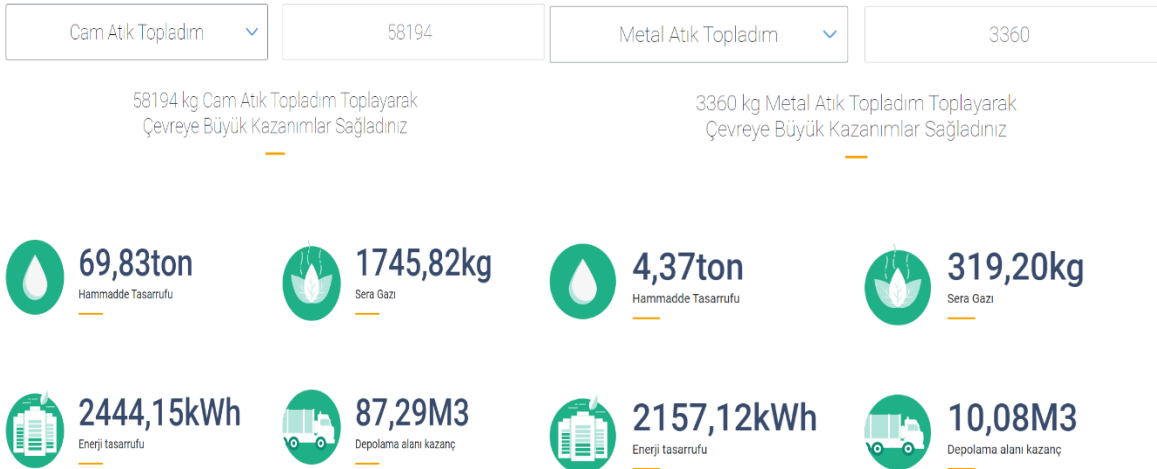 Cam Atık Topladım
58194
58194 kg Cam Atık Topladım Toplayarak
Çevreye Büyük Kazanımlar Sağladınız
69,83ton
Hammadde Tasarrufu
1745,82kg
Sera Gazı
2444,15kWh
Enerji tasarrufu
87,29M3
Depolama alanı kazanç
Metal Atık Topladım
3360
3360 kg Metal Atık Topladım Toplayarak
Çevreye Büyük Kazanımlar Sağladınız
4,37ton
Hammadde Tasarrufu
319,20kg
Sera Gazı
2157,12kWh
Enerji tasarrufu
10,08M3
Depolama alanı kazanç